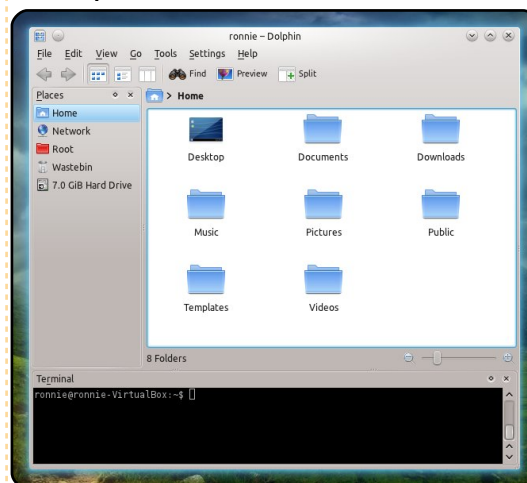 ronnie – Dolphin
File Edit View Go Tools Settings Help
Find Preview Split
Places
Home
Network
Root
Wastebin
7.0 GiB Hard Drive
> Home
Desktop Documents Downloads
Music Pictures Public
Templates Videos
8 Folders
Terminal
ronnie@ronnie-VirtualBox:~$